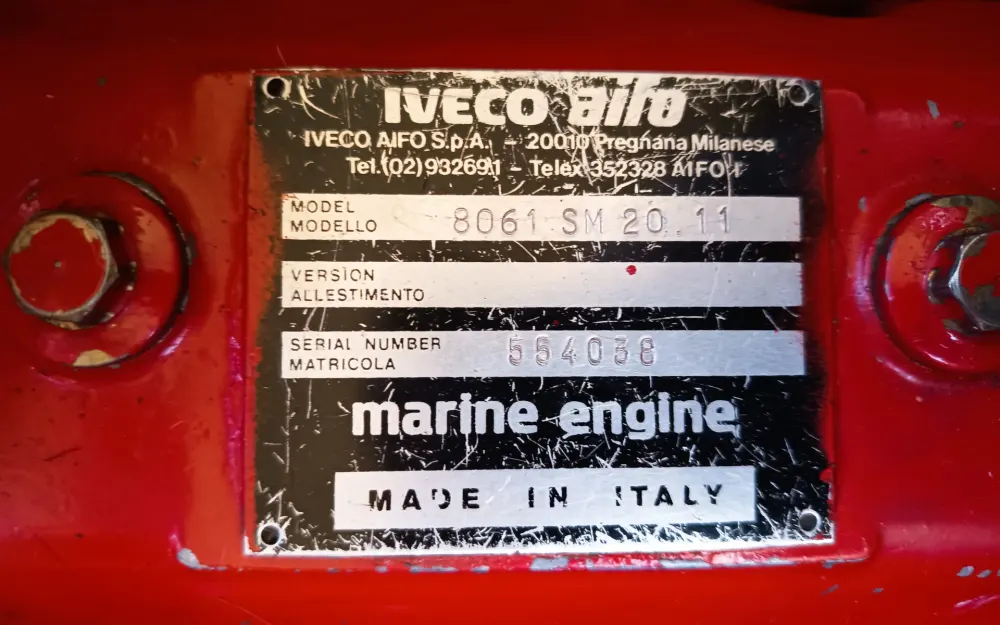 IVECO aifo
IVECO AIFO S.p.A. - 20010 Pregnana Milanese
Tel.(02)932691 - Telex 352328 AIFO-I
MODEL
MODELLO
8061 SM 20.11
VERSION
ALLESTIMENTO
SERIAL NUMBER
MATRICOLA
554038
marine engine
MADE IN ITALY